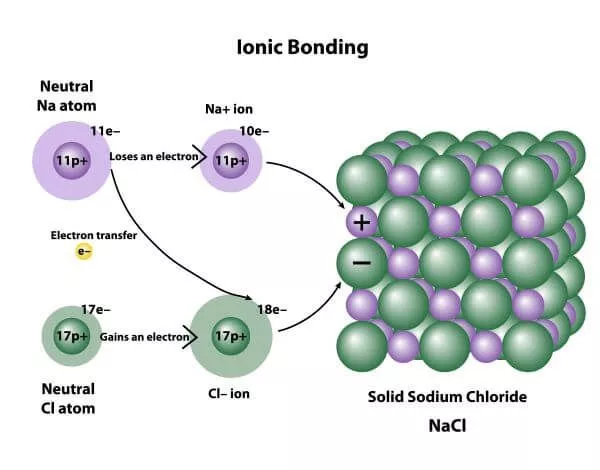 Ionic Bonding
Neutral
Na atom
11e–
11p+
Loses an electron
Na+ ion
10e–
11p+
Electron transfer
e–
17e–
17p+
Gains an electron
18e–
17p+
Neutral
Cl atom
Cl– ion
+
–
Solid Sodium Chloride
NaCl